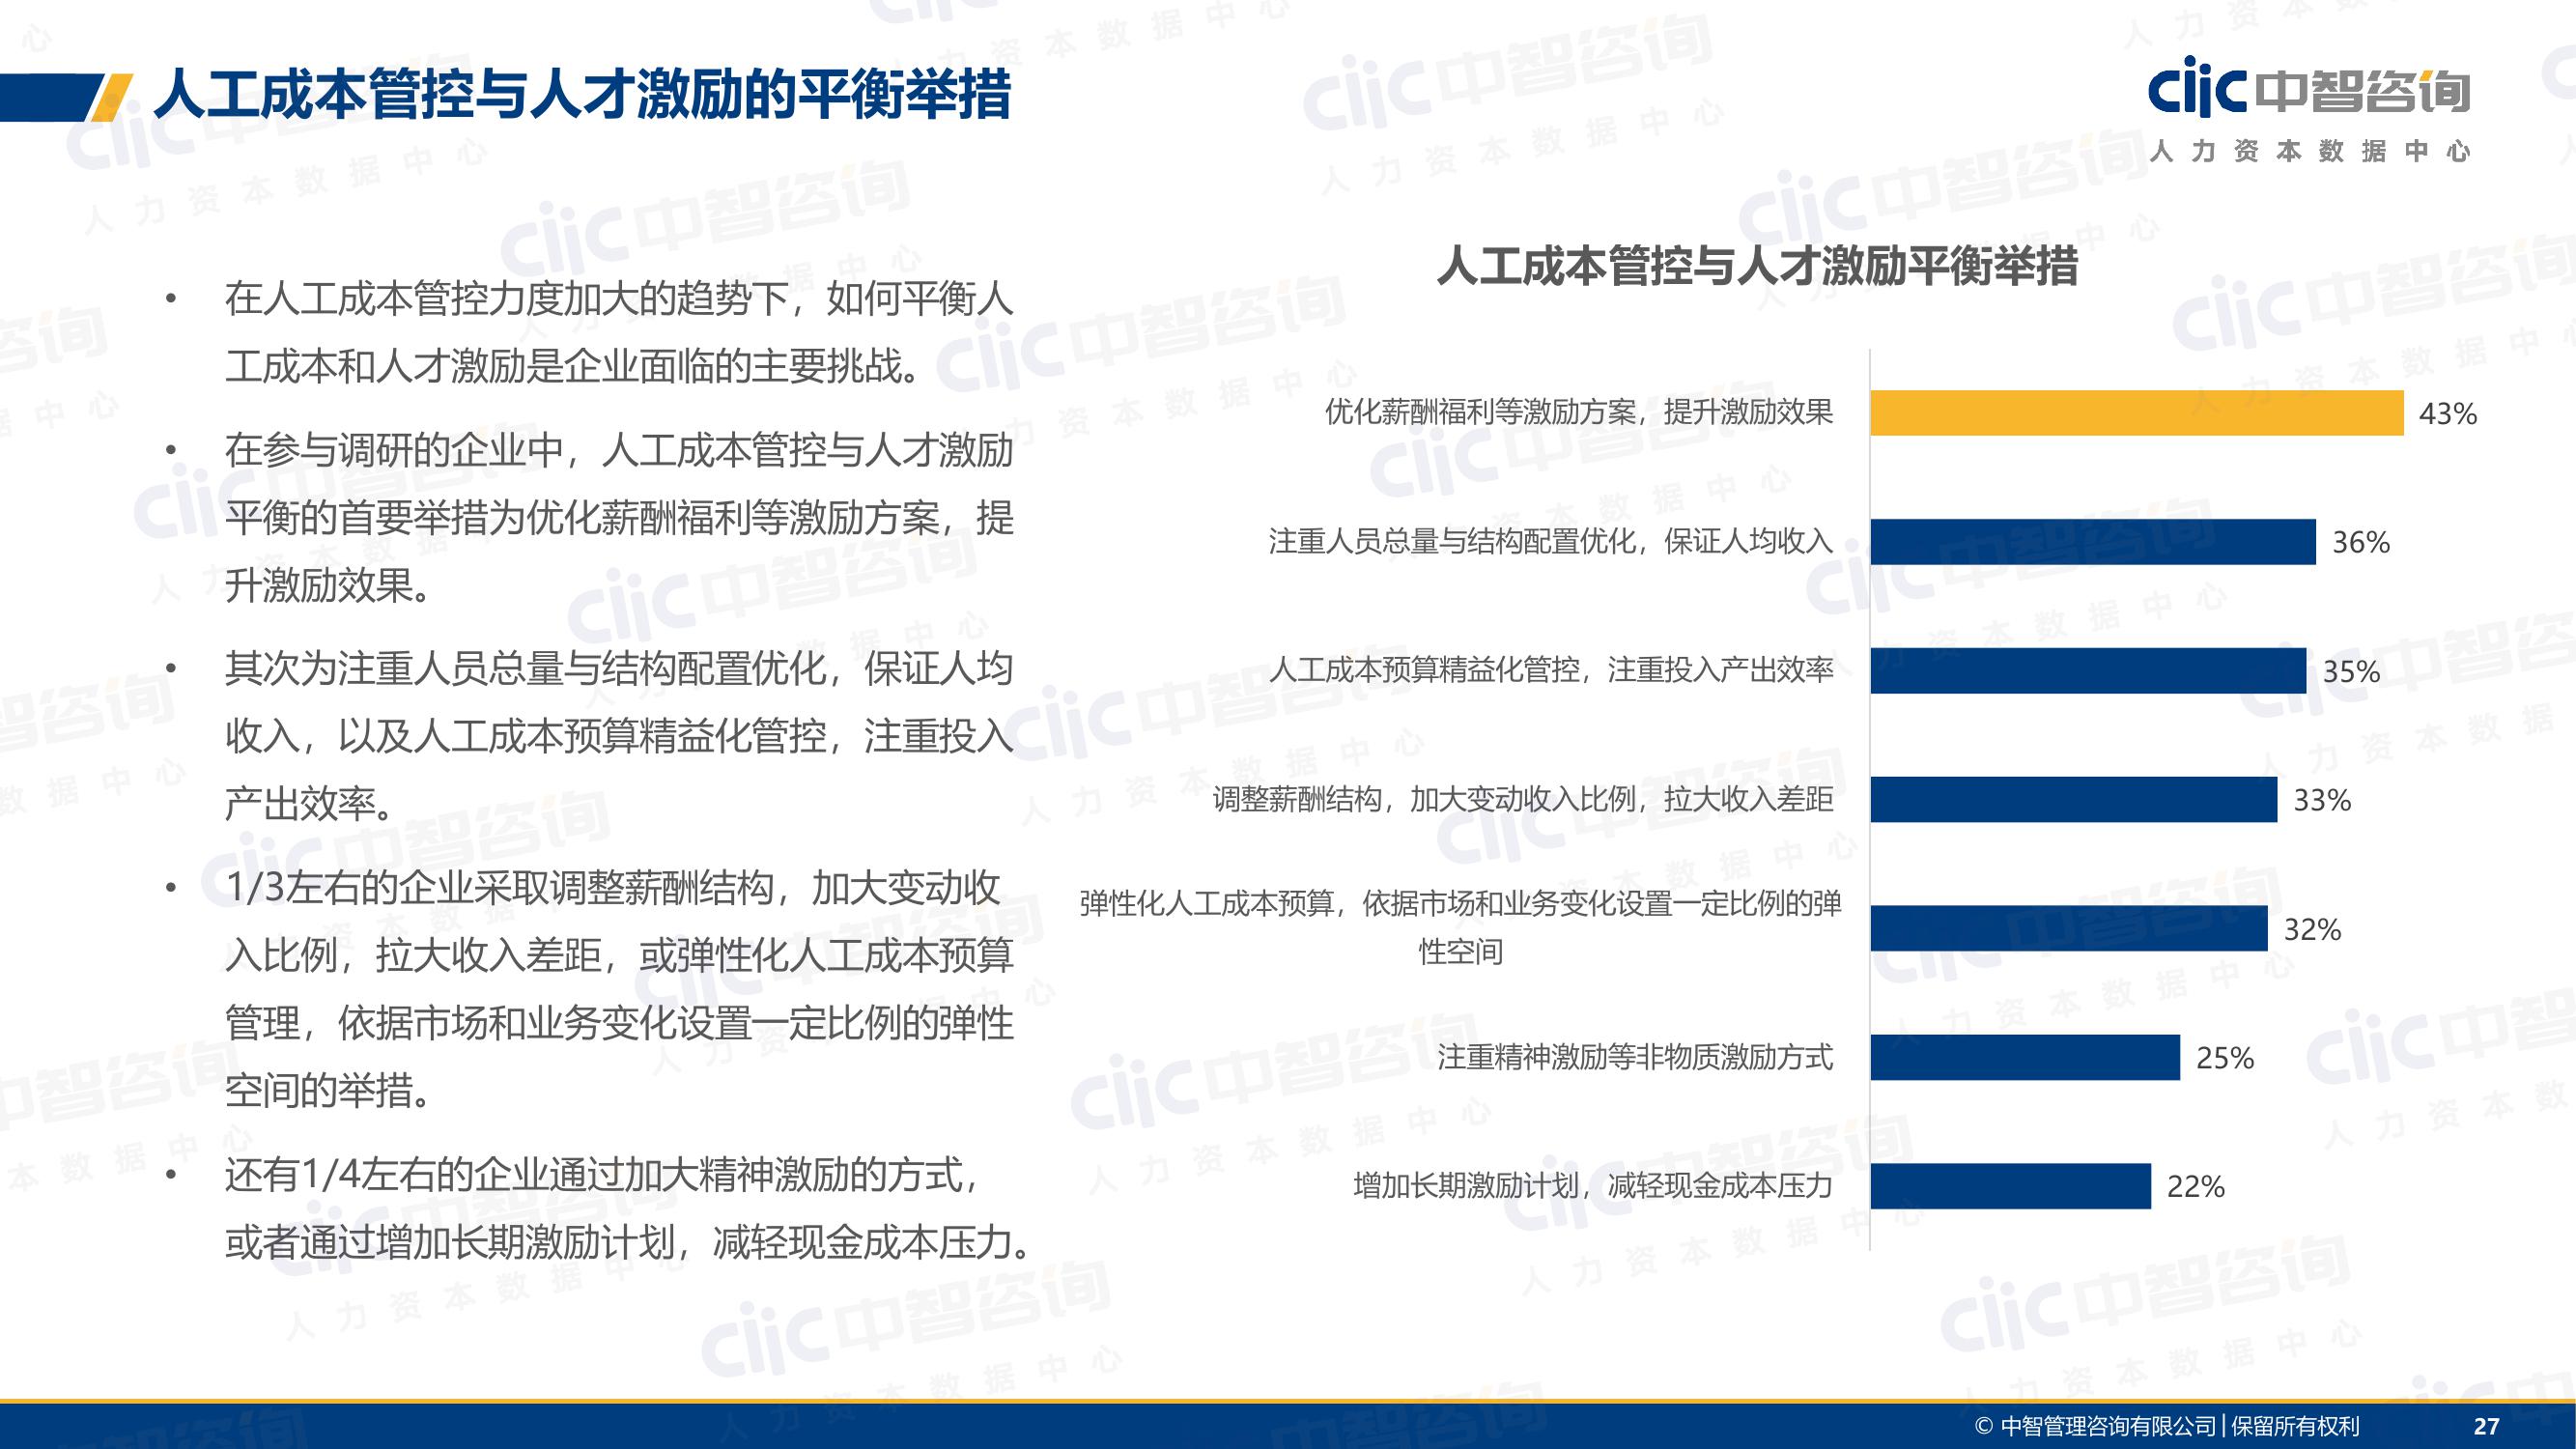 人工成本管控与人才激励的平衡举措
ciic中智咨询
人力资本数据中心
• 在人工成本管控力度加大的趋势下，如何平衡人
工成本和人才激励是企业面临的主要挑战。
• 在参与调研的企业中，人工成本管控与人才激励
平衡的首要举措为优化薪酬福利等激励方案，提
升激励效果。
• 其次为注重人员总量与结构配置优化，保证人均
收入，以及人工成本预算精益化管控，注重投入
产出效率。
• 1/3左右的企业采取调整薪酬结构，加大变动收
入比例，拉大收入差距，或弹性化人工成本预算
管理，依据市场和业务变化设置一定比例的弹性
空间的举措。
• 还有1/4左右的企业通过加大精神激励的方式，
或者通过增加长期激励计划，减轻现金成本压力。
人工成本管控与人才激励平衡举措
优化薪酬福利等激励方案，提升激励效果 43%
注重人员总量与结构配置优化，保证人均收入 36%
人工成本预算精益化管控，注重投入产出效率 35%
调整薪酬结构，加大变动收入比例，拉大收入差距 33%
弹性化人工成本预算，依据市场和业务变化设置一定比例的弹
性空间 32%
注重精神激励等非物质激励方式 25%
增加长期激励计划，减轻现金成本压力 22%
© 中智管理咨询有限公司│保留所有权利 27